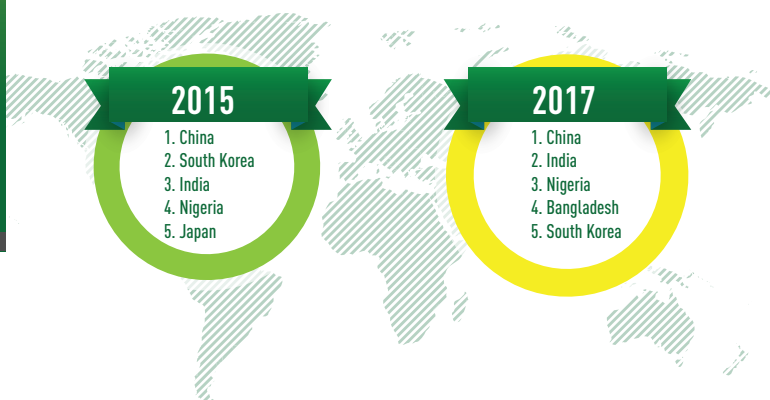 2015
1. China
2. South Korea
3. India
4. Nigeria
5. Japan
2017
1. China
2. India
3. Nigeria
4. Bangladesh
5. South Korea